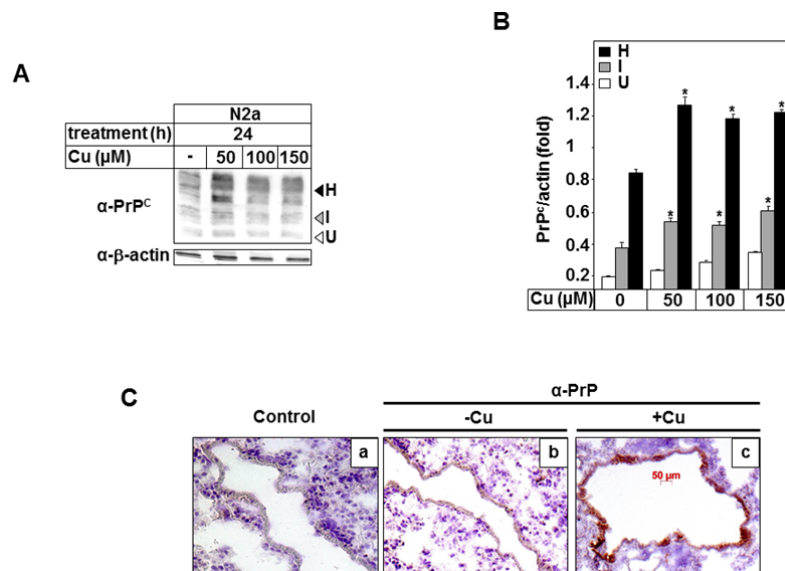 A
N2a
treatment (h) 24
Cu (µM) - 50 100 150
α-PrPᶜ
H
I
U
α-β-actin
B
H
I
U
PrPᶜ/actin (fold)
1.4
1.2
1
0.8
0.6
0.4
0.2
* * *
* * *
Cu (µM) 0 50 100 150
C
α-PrP
Control -Cu +Cu
a b c
50 µm